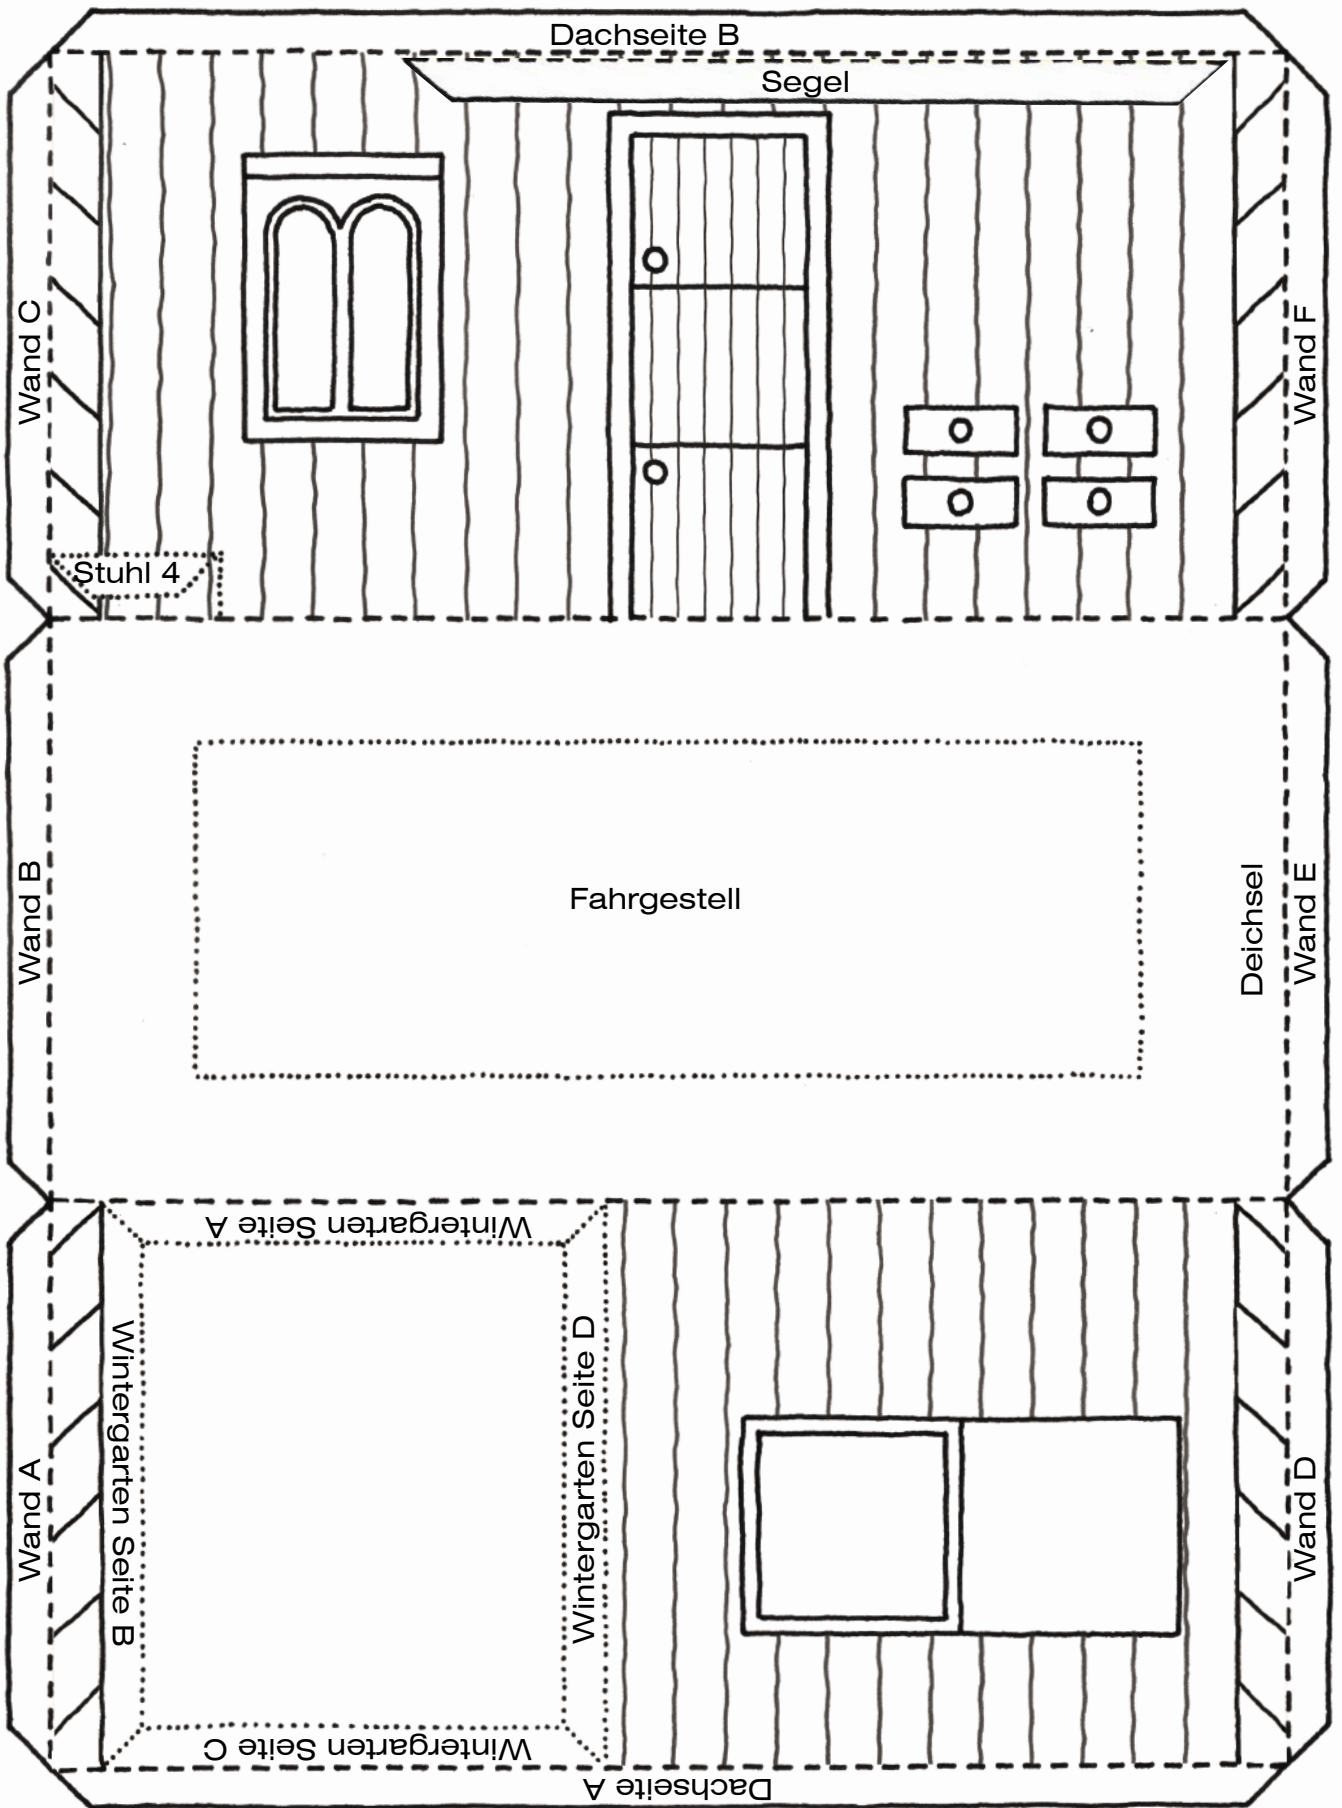 Dachseite B
Segel
Wand C
Wand F
Stuhl 4
Fahrgestell
Wand B
Deichsel
Wand E
Wintergarten Seite A
Wintergarten Seite B
Wintergarten Seite D
Wand A
Wand D
Wintergarten Seite C
Dachseite A